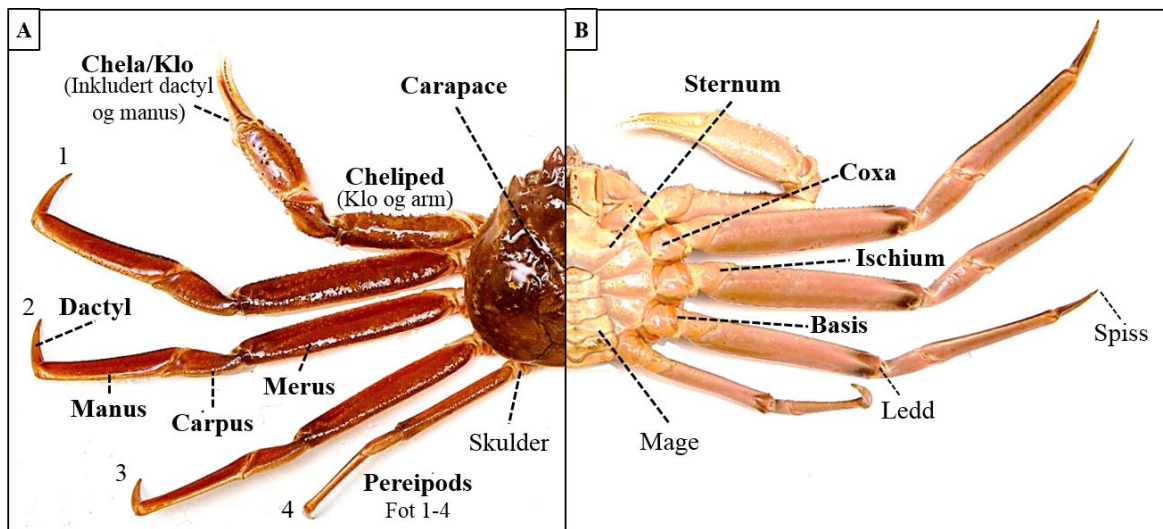 A
Chela/Klo
(Inkludert dactyl
og manus)
Carapace
1
Cheliped
(Klo og arm)
2
Dactyl
Manus
Carpus
Merus
Skulder
3
4
Pereipods
Fot 1-4
B
Sternum
Coxa
Ischium
Basis
Spiss
Ledd
Mage